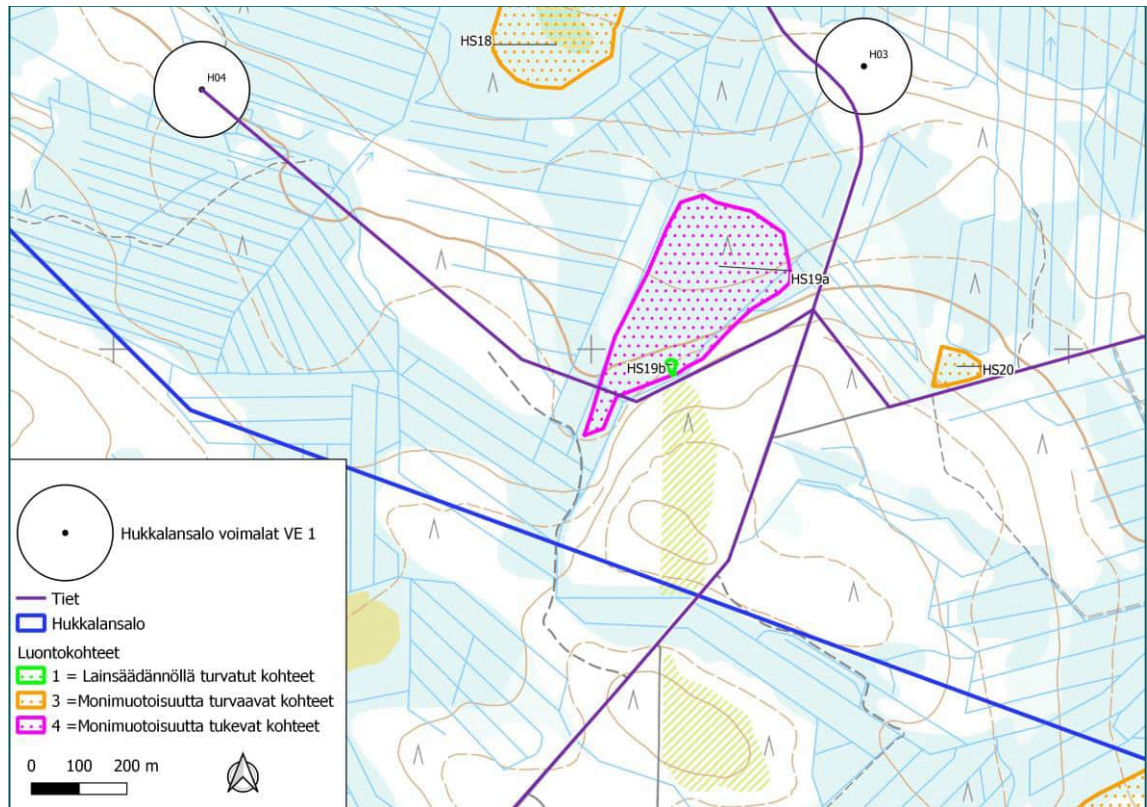 HS18
H03
H04
HS19a
HS19b
HS20
Hukkalansalo voimalat VE 1
Tiet
Hukkalansalo
Luontokohteet
1 = Lainsäädännöllä turvatut kohteet
3 =Monimuotoisuutta turvaavat kohteet
4 =Monimuotoisuutta tukevat kohteet
0 100 200 m